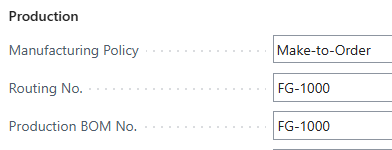 Production
Manufacturing Policy Make-to-Order
Routing No. FG-1000
Production BOM No. FG-1000